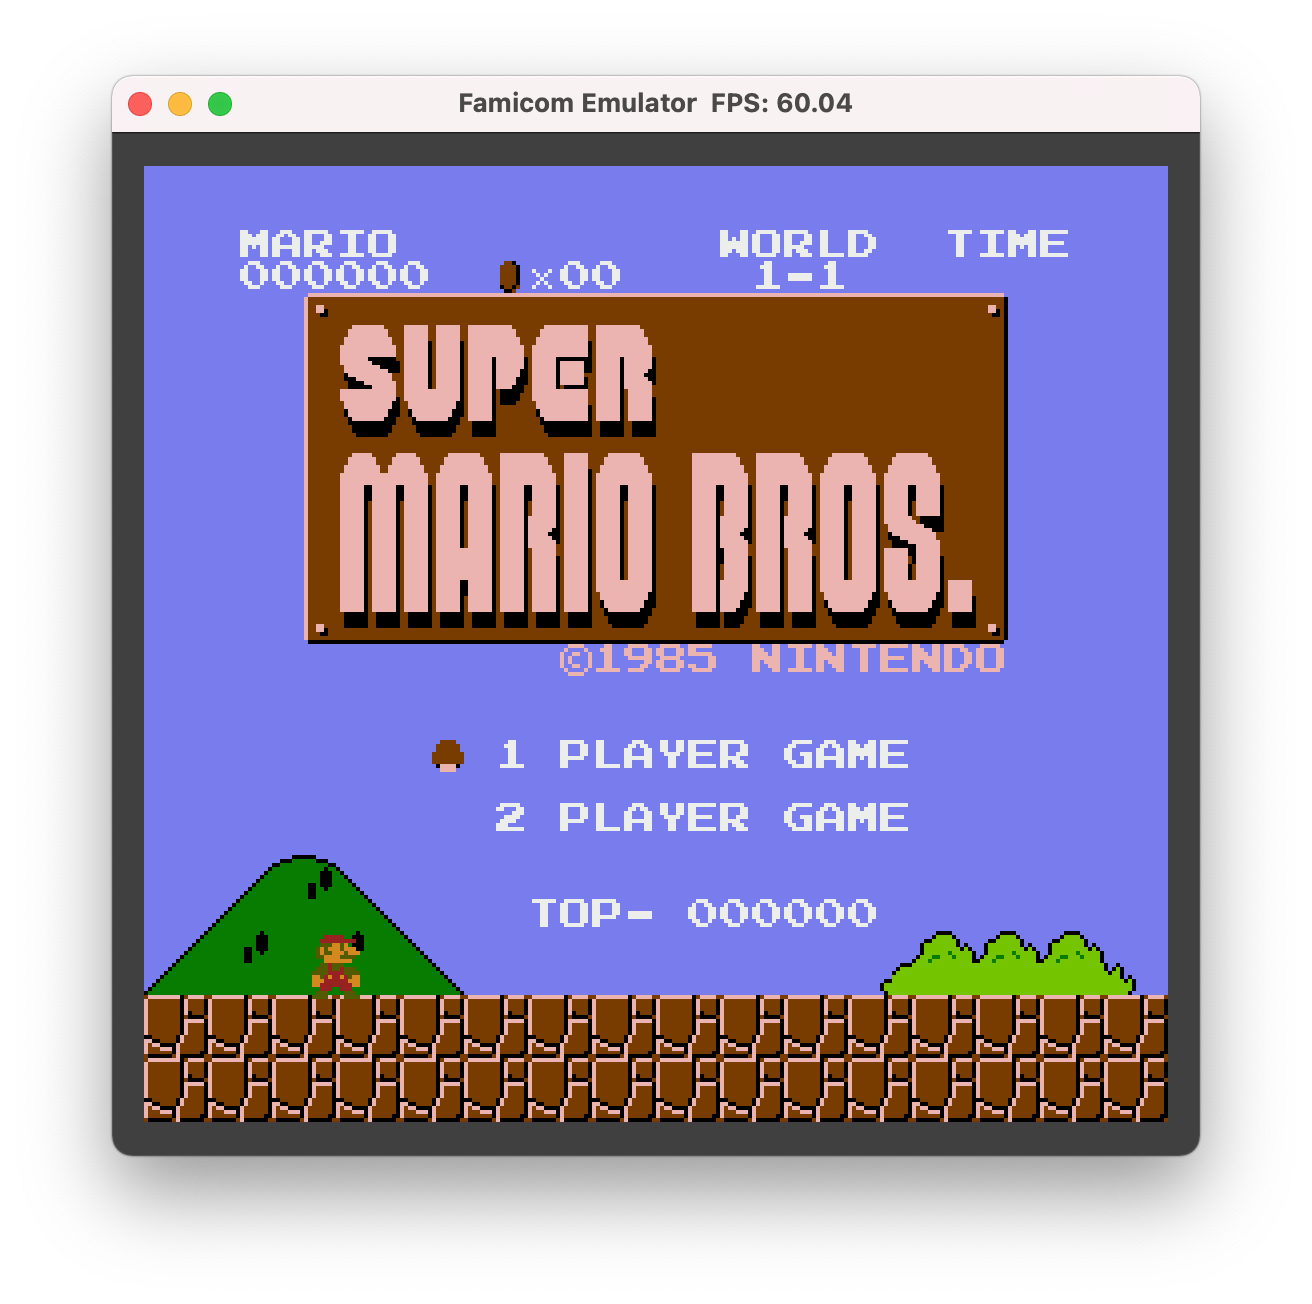 Famicom Emulator FPS: 60.04
MARIO WORLD TIME
000000 ×00 1-1
SUPER
MARIO BROS.
©1985 NINTENDO
1 PLAYER GAME
2 PLAYER GAME
TOP- 000000